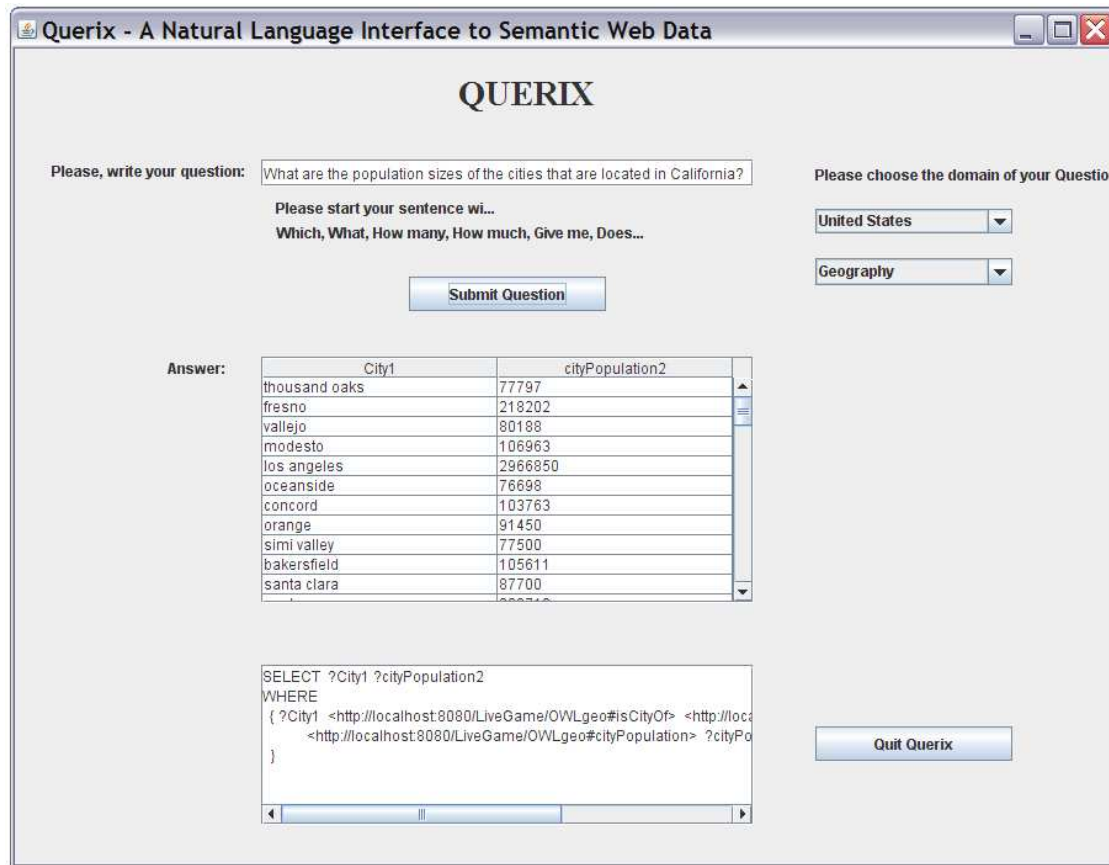 Querix - A Natural Language Interface to Semantic Web Data
QUERIX
Please, write your question:
What are the population sizes of the cities that are located in California?
Please start your sentence wi...
Which, What, How many, How much, Give me, Does...
Submit Question
Please choose the domain of your Questio
United States
Geography
Answer:
City1 cityPopulation2
thousand oaks 77797
fresno 218202
vallejo 80188
modesto 106963
los angeles 2966850
oceanside 76698
concord 103763
orange 91450
simi valley 77500
bakersfield 105611
santa clara 87700
SELECT ?City1 ?cityPopulation2
WHERE
{ ?City1 <http://localhost:8080/LiveGame/OWLgeo#isCityOf> <http://loca
<http://localhost:8080/LiveGame/OWLgeo#cityPopulation> ?cityPo
}
Quit Querix